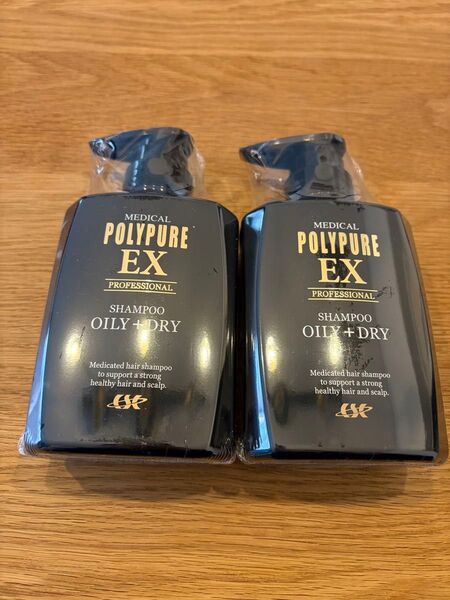 MEDICAL
POLYPURE
EX
PROFESSIONAL
SHAMPOO
OILY+DRY
Medicated hair shampoo
to support a strong
healthy hair and scalp.
MEDICAL
POLYPURE
EX
PROFESSIONAL
SHAMPOO
OILY+DRY
Medicated hair shampoo
to support a strong
healthy hair and scalp.